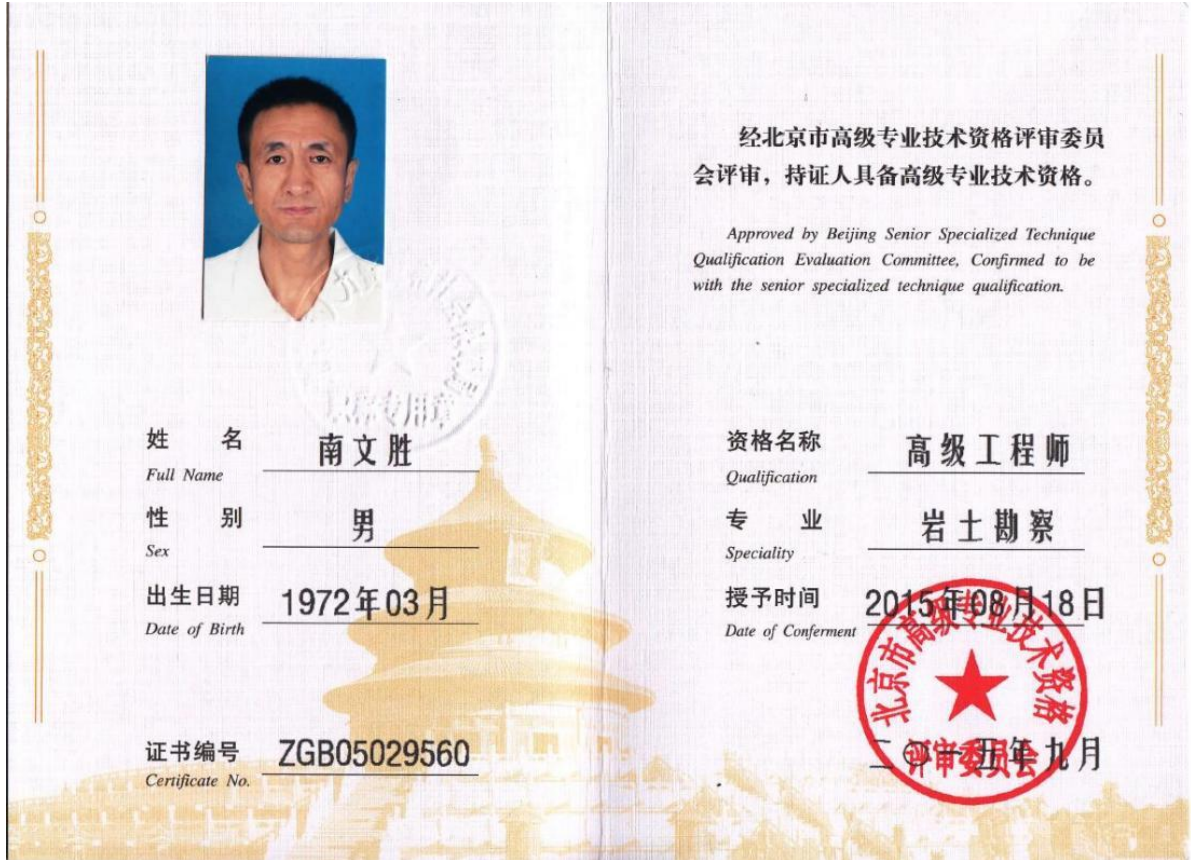 姓 名 南文胜
Full Name
性 别 男
Sex
出生日期 1972年03月
Date of Birth
证书编号 ZGB05029560
Certificate No.
经北京市高级专业技术资格评审委员
会评审，持证人具备高级专业技术资格。
Approved by Beijing Senior Specialized Technique
Qualification Evaluation Committee, Confirmed to be
with the senior specialized technique qualification.
资格名称 高级工程师
Qualification
专 业 岩土勘察
Speciality
授予时间 2015年08月18日
Date of Conferment
北京市高级专业技术资格
评审委员会
二〇一五年九月